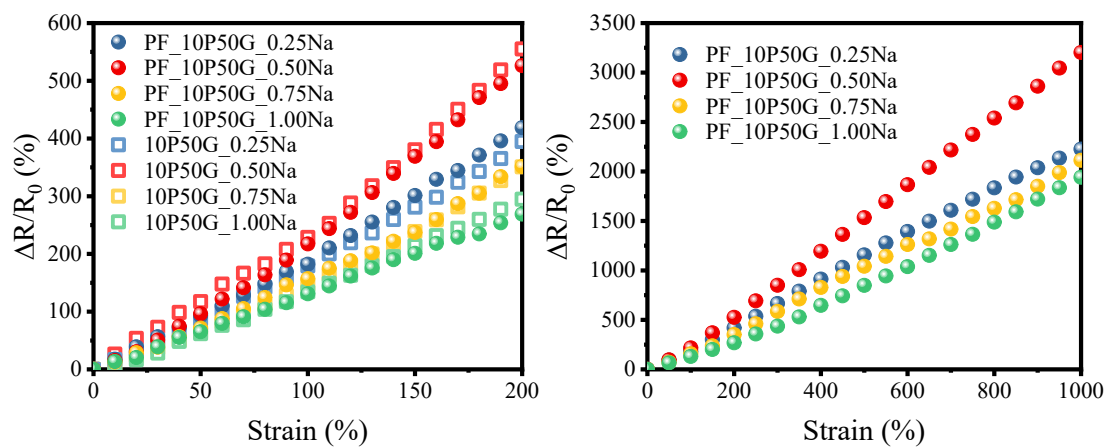 600
500
400
300
200
100
0
ΔR/R₀ (%)
PF_10P50G_0.25Na
PF_10P50G_0.50Na
PF_10P50G_0.75Na
PF_10P50G_1.00Na
10P50G_0.25Na
10P50G_0.50Na
10P50G_0.75Na
10P50G_1.00Na
0 50 100 150 200
Strain (%)
3500
3000
2500
2000
1500
1000
500
0
ΔR/R₀ (%)
PF_10P50G_0.25Na
PF_10P50G_0.50Na
PF_10P50G_0.75Na
PF_10P50G_1.00Na
0 200 400 600 800 1000
Strain (%)